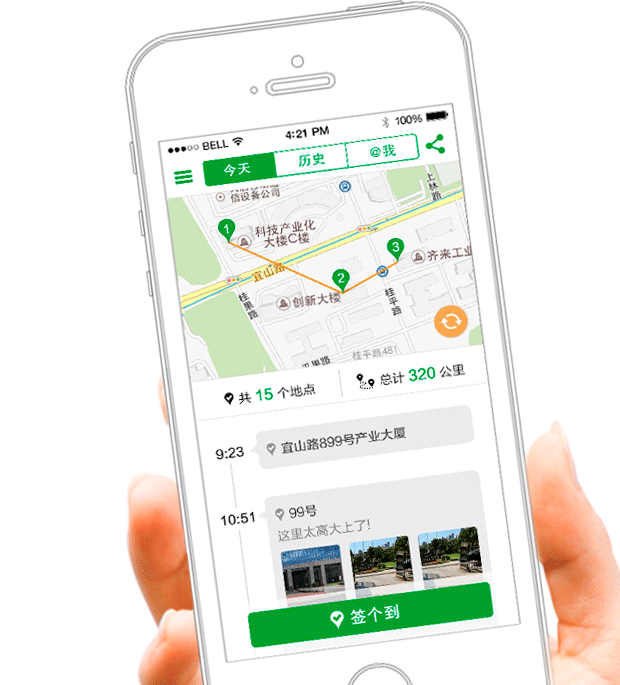 BELL 4:21 PM 100%
今天 历史 @我
信设备公司
上林路
1
科技产业化
大楼C楼
3
齐来工业
宜山路
2
创新大楼
桂果路
桂平路
平果路
桂平路481
共 15 个地点 总计 320 公里
9:23 宜山路899号产业大厦
10:51 99号
这里太高大上了!
签个到